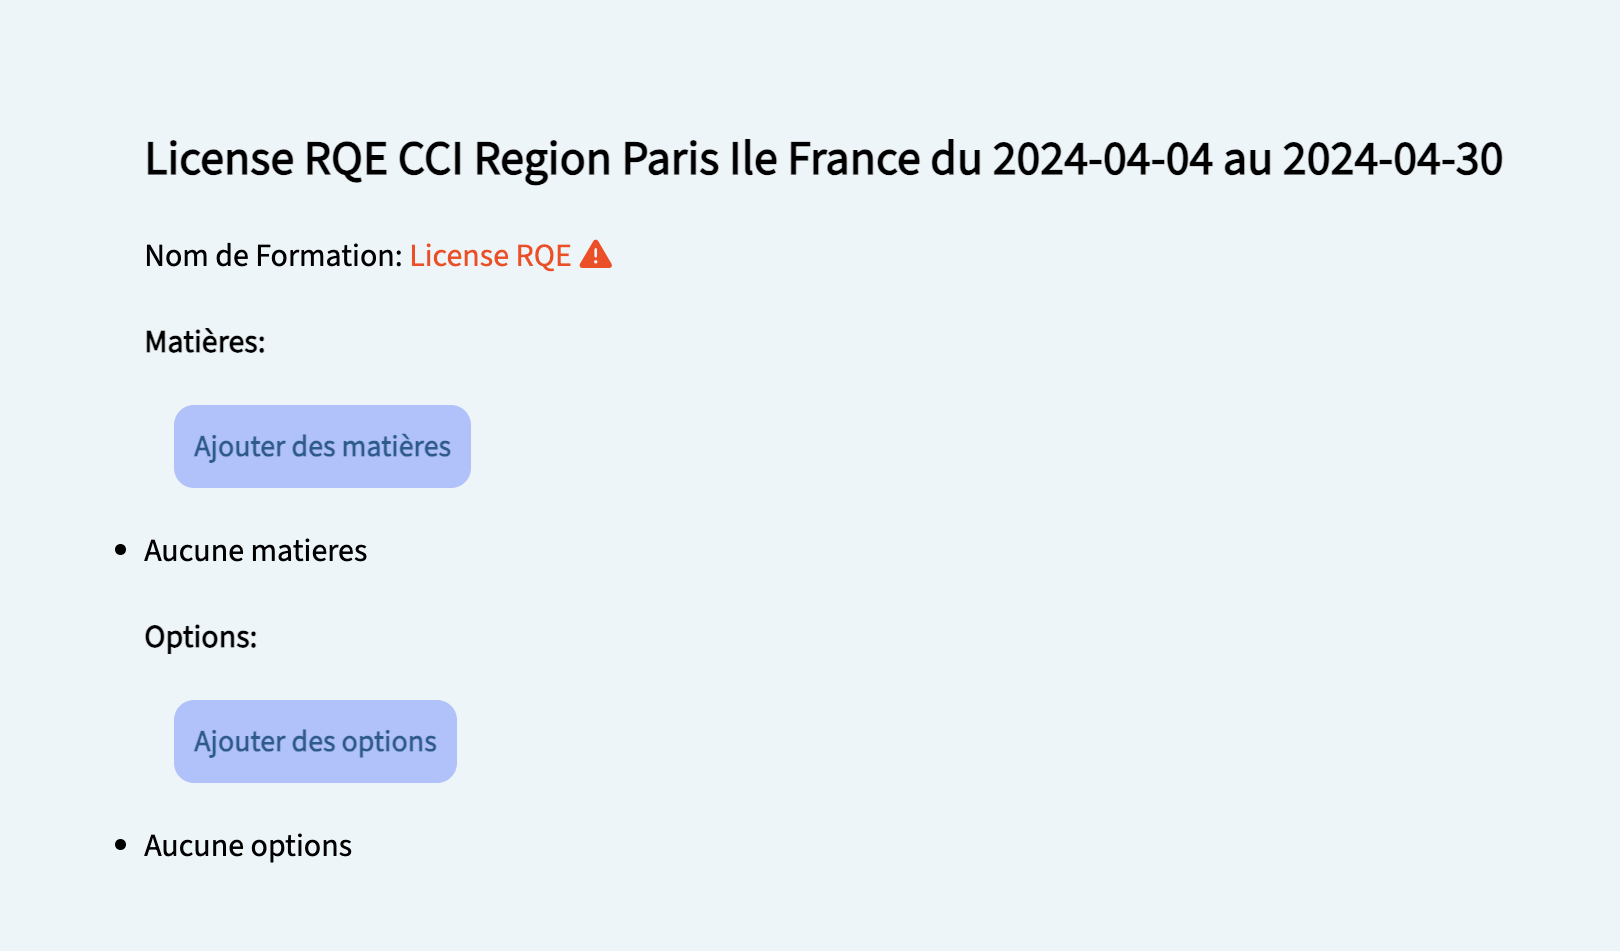 License RQE CCI Region Paris Ile France du 2024-04-04 au 2024-04-30
Nom de Formation: License RQE
Matières:
Ajouter des matières
Aucune matieres
Options:
Ajouter des options
Aucune options